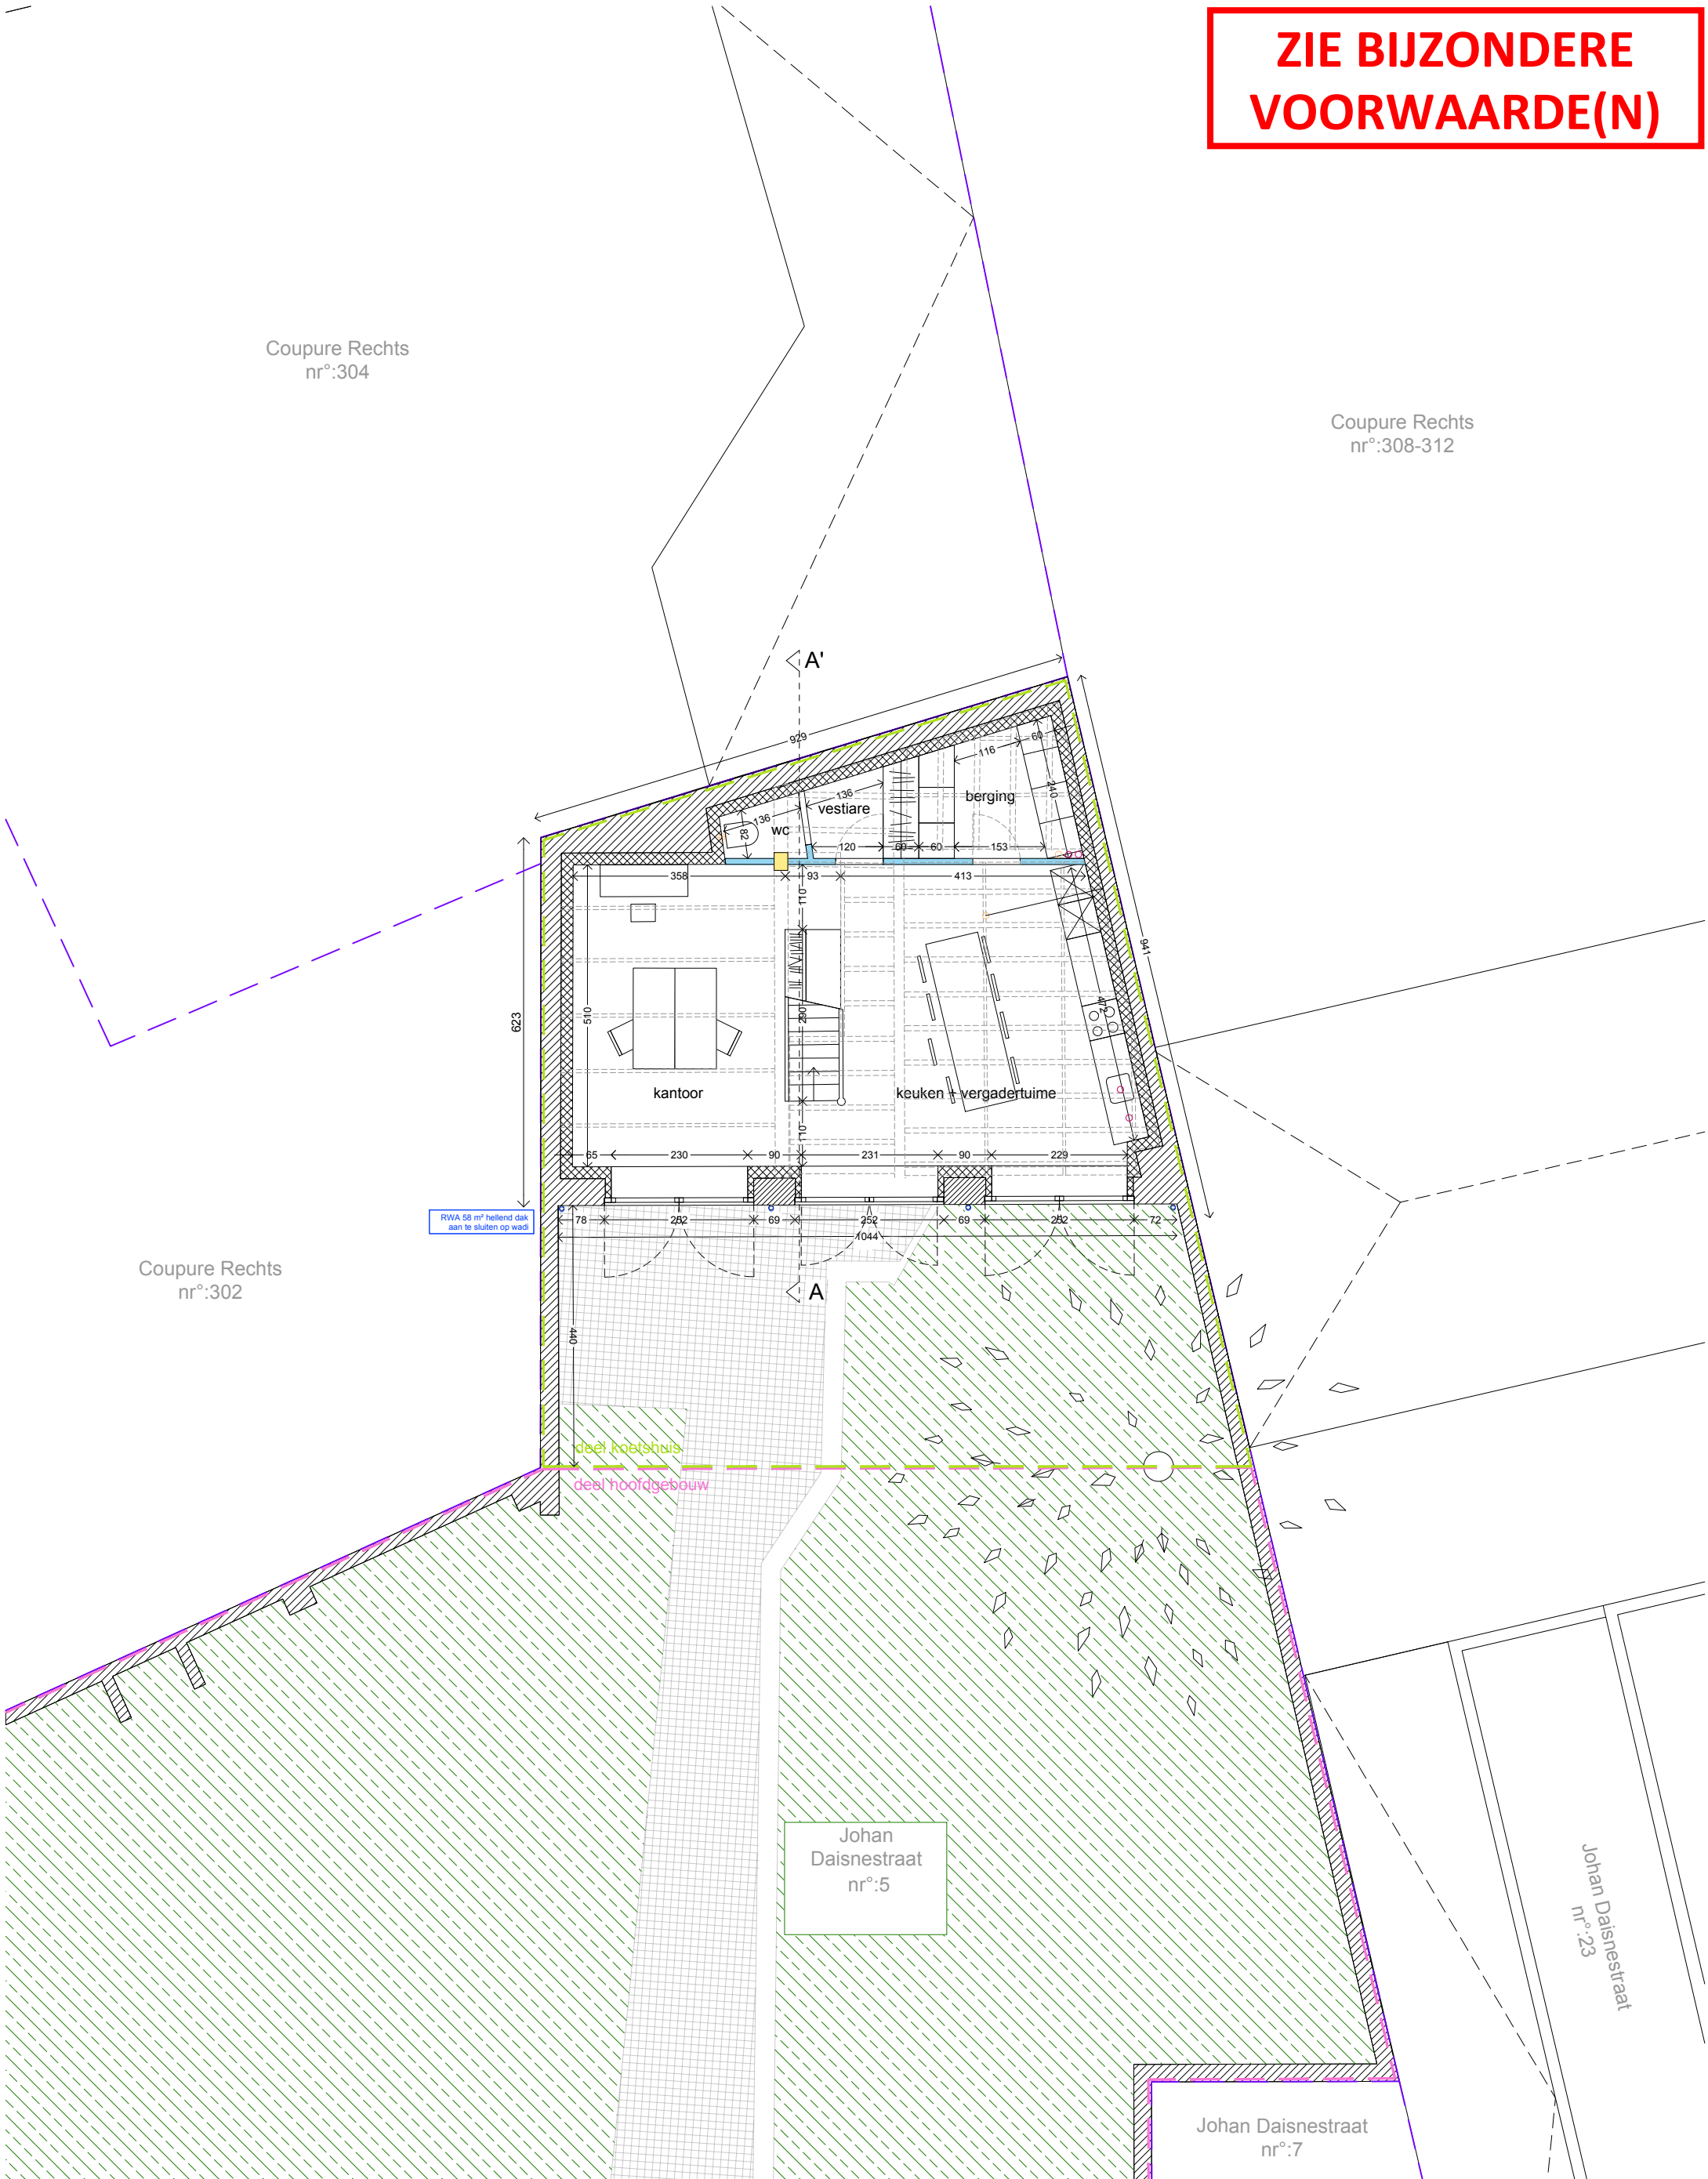 ZIE BIJZONDERE
VOORWAARDE(N)
Coupure Rechts
nr°:304
Coupure Rechts
nr°:308-312
A'
929
116
60
240
136
vestiare
berging
136
wc
82
120
60
60
153
358
93
413
110
941
623
510
290
472
kantoor
keuken + vergadertuime
110
65
230
90
231
90
229
RWA 58 m² hellend dak
aan te sluiten op wadi
78
252
69
252
69
252
72
1044
Coupure Rechts
nr°:302
A
440
deel koetshuis
deel hoofdgebouw
Johan
Daisnestraat
nr°:5
Johan Daisnestraat
nr°:23
Johan Daisnestraat
nr°:7